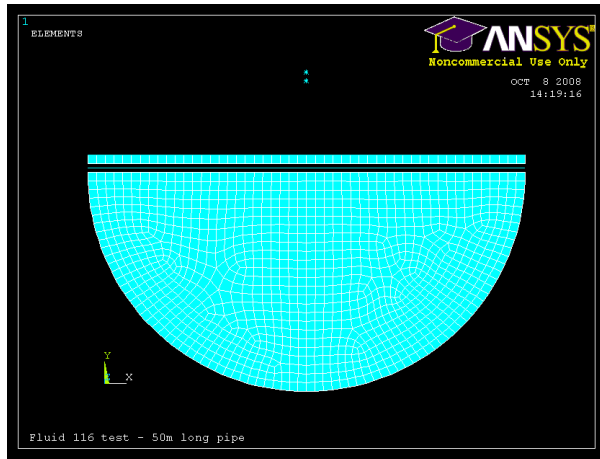 1
ELEMENTS
ANSYS
Noncommercial Use Only
OCT 8 2008
14:19:16
Y
X
Fluid 116 test - 50m long pipe